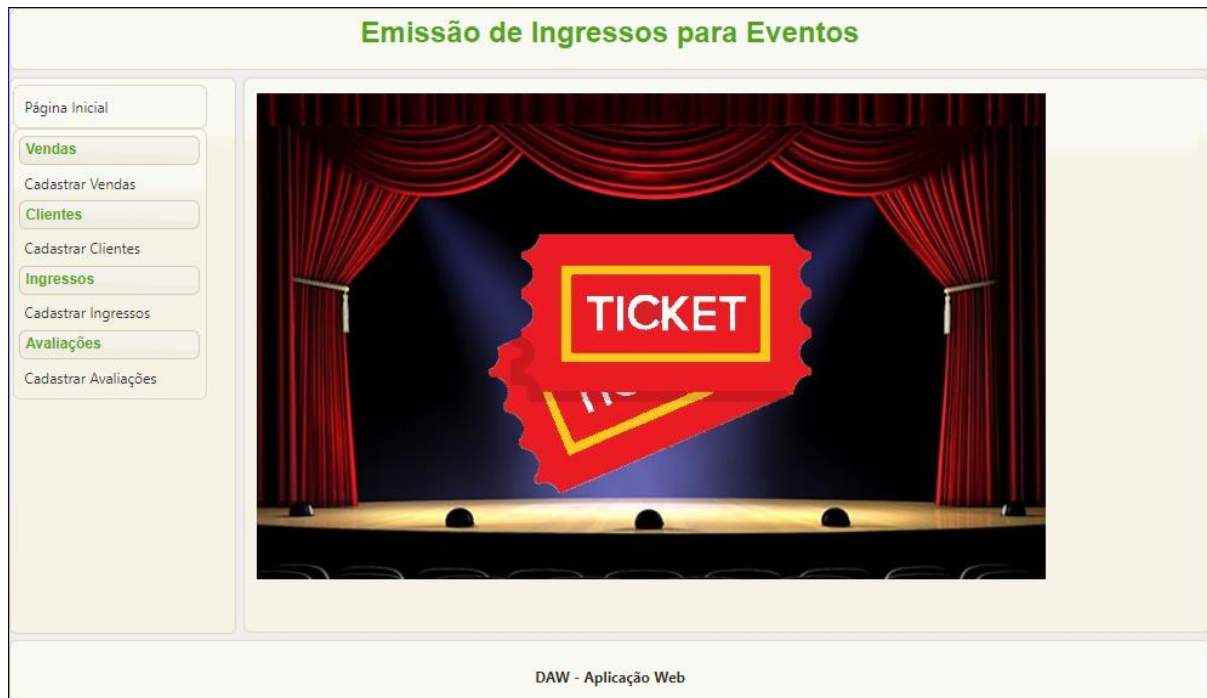 Emissão de Ingressos para Eventos
Página Inicial
Vendas
Cadastrar Vendas
Clientes
Cadastrar Clientes
Ingressos
Cadastrar Ingressos
Avaliações
Cadastrar Avaliações
TICKET
DAW - Aplicação Web